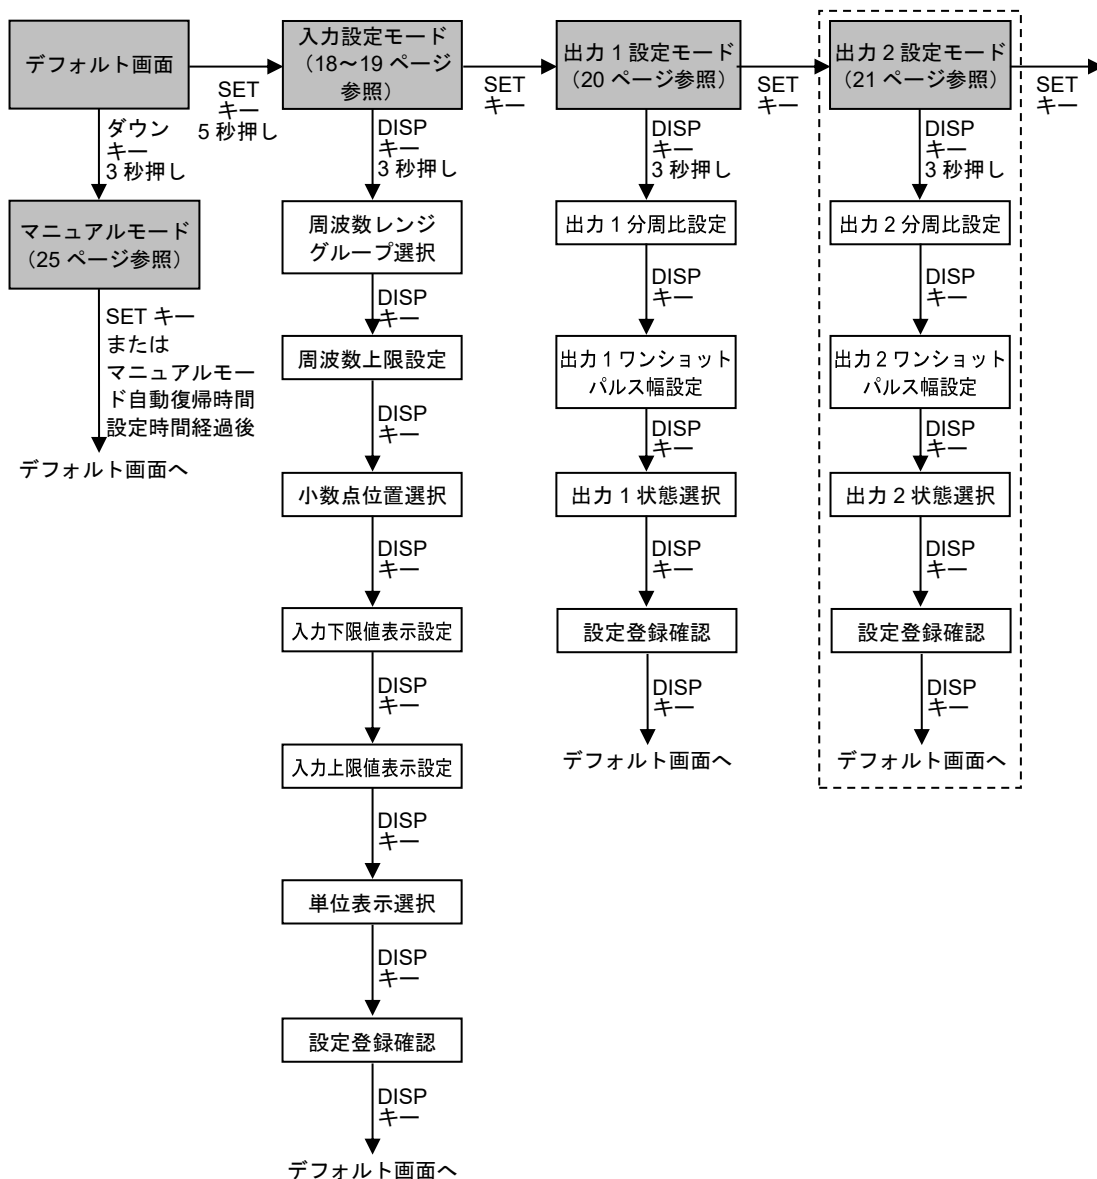 デフォルト画面
SET
キー
5 秒押し
入力設定モード
（18～19 ページ
参照）
SET
キー
出力 1 設定モード
（20 ページ参照）
SET
キー
出力 2 設定モード
（21 ページ参照）
SET
キー
ダウン
キー
3 秒押し
マニュアルモード
（25 ページ参照）
SET キー
または
マニュアルモー
ド自動復帰時間
設定時間経過後
デフォルト画面へ
DISP
キー
3 秒押し
周波数レンジ
グループ選択
DISP
キー
周波数上限設定
DISP
キー
小数点位置選択
DISP
キー
入力下限値表示設定
DISP
キー
入力上限値表示設定
DISP
キー
単位表示選択
DISP
キー
設定登録確認
DISP
キー
デフォルト画面へ
DISP
キー
3 秒押し
出力 1 分周比設定
DISP
キー
出力 1 ワンショット
パルス幅設定
DISP
キー
出力 1 状態選択
DISP
キー
設定登録確認
DISP
キー
デフォルト画面へ
DISP
キー
3 秒押し
出力 2 分周比設定
DISP
キー
出力 2 ワンショット
パルス幅設定
DISP
キー
出力 2 状態選択
DISP
キー
設定登録確認
DISP
キー
デフォルト画面へ